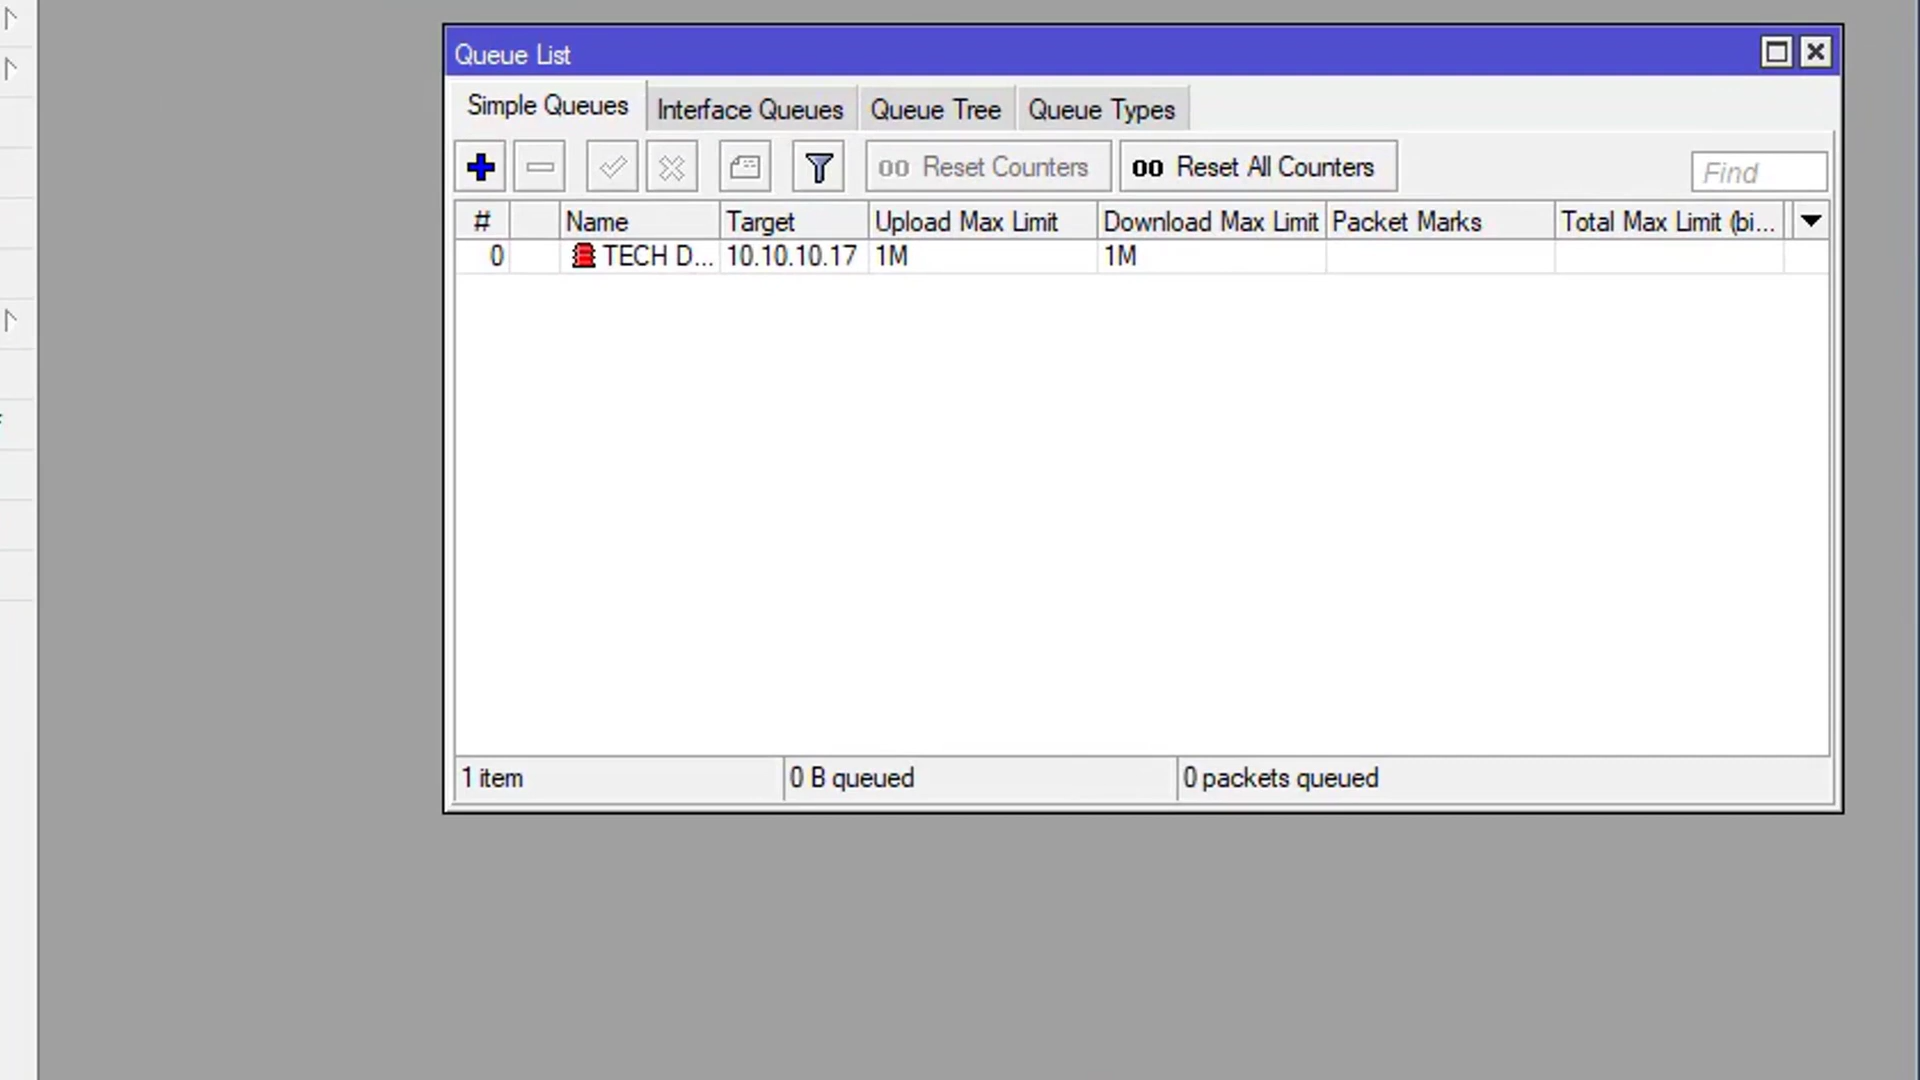 Queue List
Simple Queues Interface Queues Queue Tree Queue Types
00 Reset Counters 00 Reset All Counters Find
# Name Target Upload Max Limit Download Max Limit Packet Marks Total Max Limit (bi...
0 TECH D... 10.10.10.17 1M 1M
1 item 0 B queued 0 packets queued